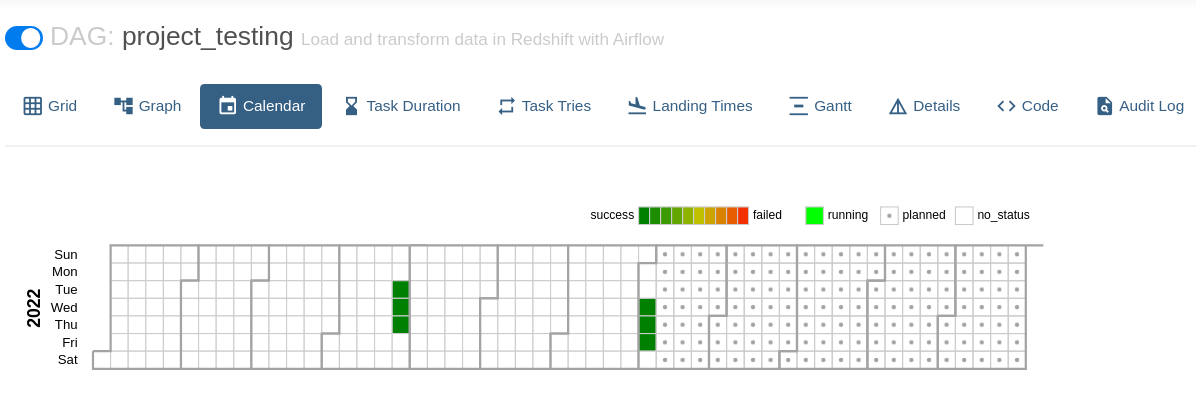 DAG: project_testing Load and transform data in Redshift with Airflow
Grid Graph Calendar Task Duration Task Tries Landing Times Gantt Details Code Audit Log
success failed running planned no_status
2022
Sun
Mon
Tue
Wed
Thu
Fri
Sat